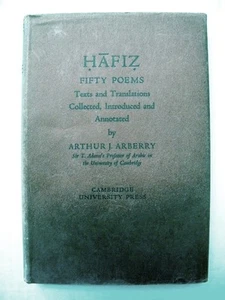 ḤĀFIẒ
FIFTY POEMS
Texts and Translations
Collected, Introduced and
Annotated
by
ARTHUR J. ARBERRY
Sir T. Adams's Professor of Arabic in
the University of Cambridge
CAMBRIDGE
UNIVERSITY PRESS